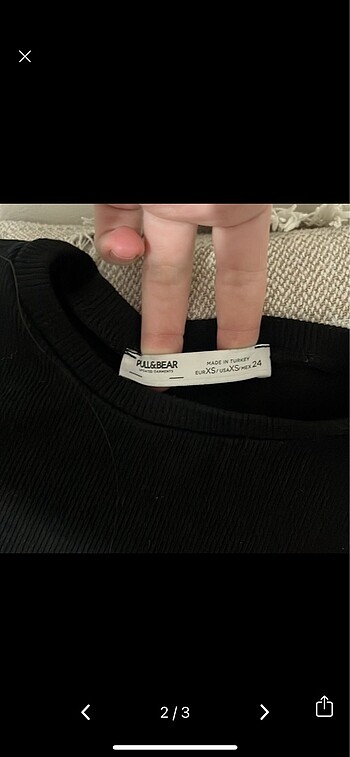 PULL&BEAR
MADE IN TURKEY
EUR XS / USA XS / MEX 24
2 / 3